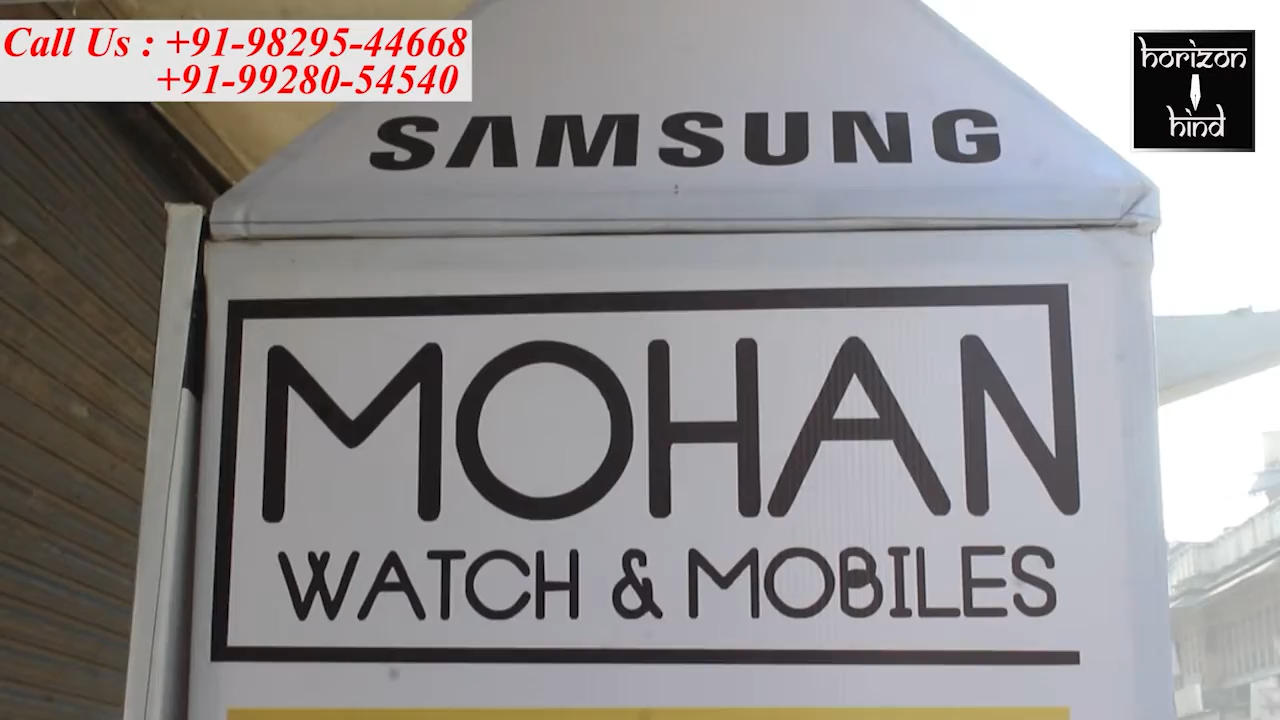 Call Us : +91-98295-44668
+91-99280-54540
horizon
hind
SAMSUNG
MOHAN
WATCH & MOBILES